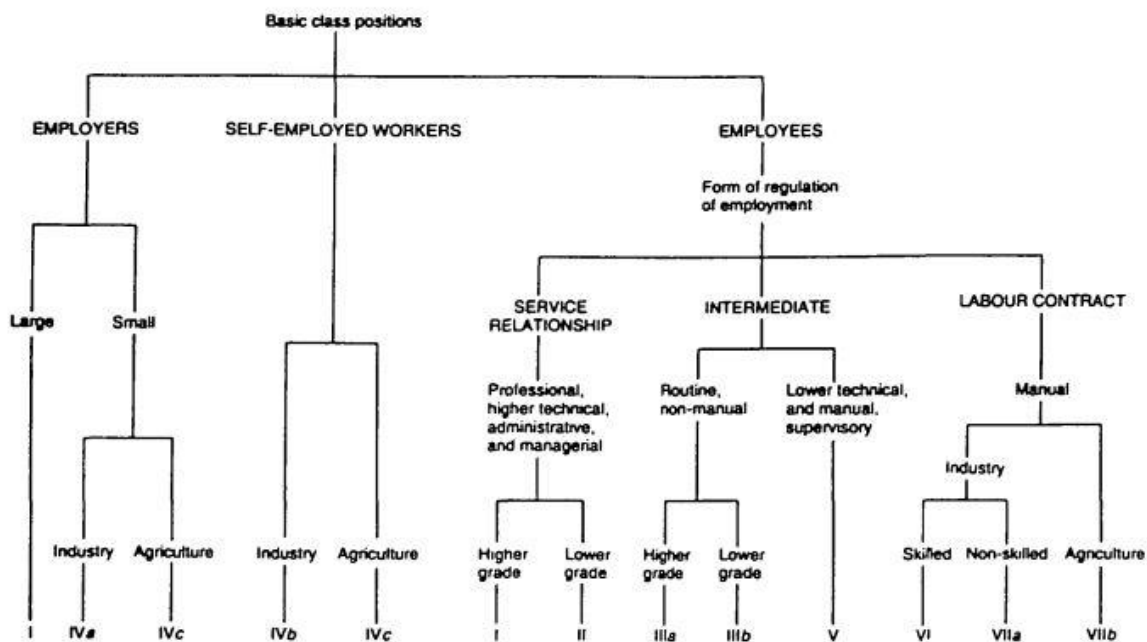 Basic class positions
EMPLOYERS
SELF-EMPLOYED WORKERS
EMPLOYEES
Form of regulation
of employment
Large
Small
SERVICE
RELATIONSHIP
INTERMEDIATE
LABOUR CONTRACT
Professional,
higher technical,
administrative,
and managerial
Routine,
non-manual
Lower technical,
and manual,
supervisory
Manual
Industry
Industry
Agriculture
Industry
Agriculture
Higher
grade
Lower
grade
Higher
grade
Lower
grade
Skilled
Non-skilled
Agriculture
I
IVa
IVc
IVb
IVc
I
II
IIIa
IIIb
V
VI
VIIa
VIIb